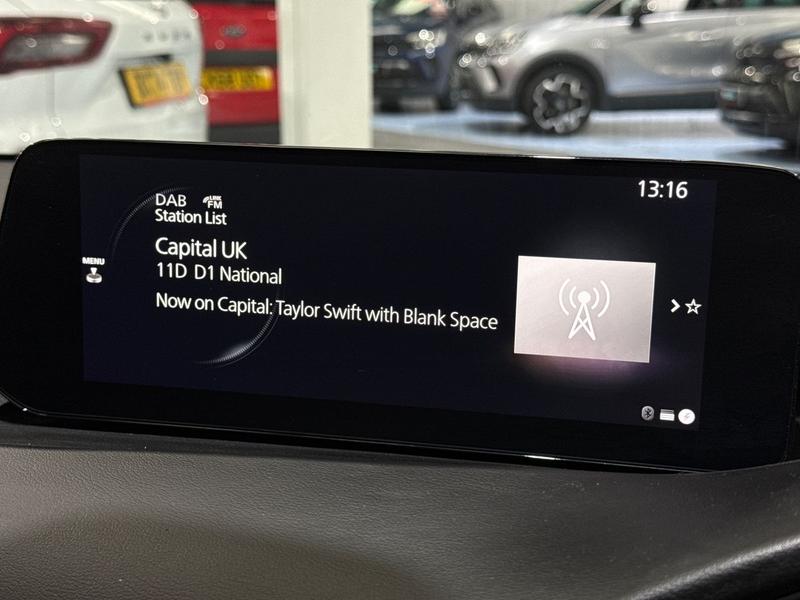 13:16
DAB LINK FM
Station List
Capital UK
MENU
11D D1 National
Now on Capital: Taylor Swift with Blank Space